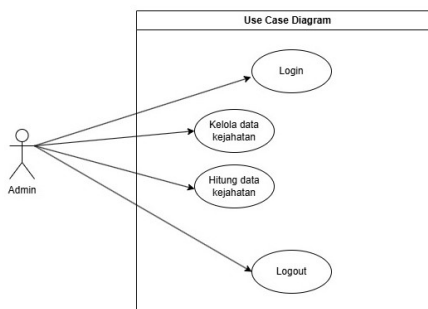 Use Case Diagram
Login
Kelola data
kejahatan
Admin
Hitung data
kejahatan
Logout